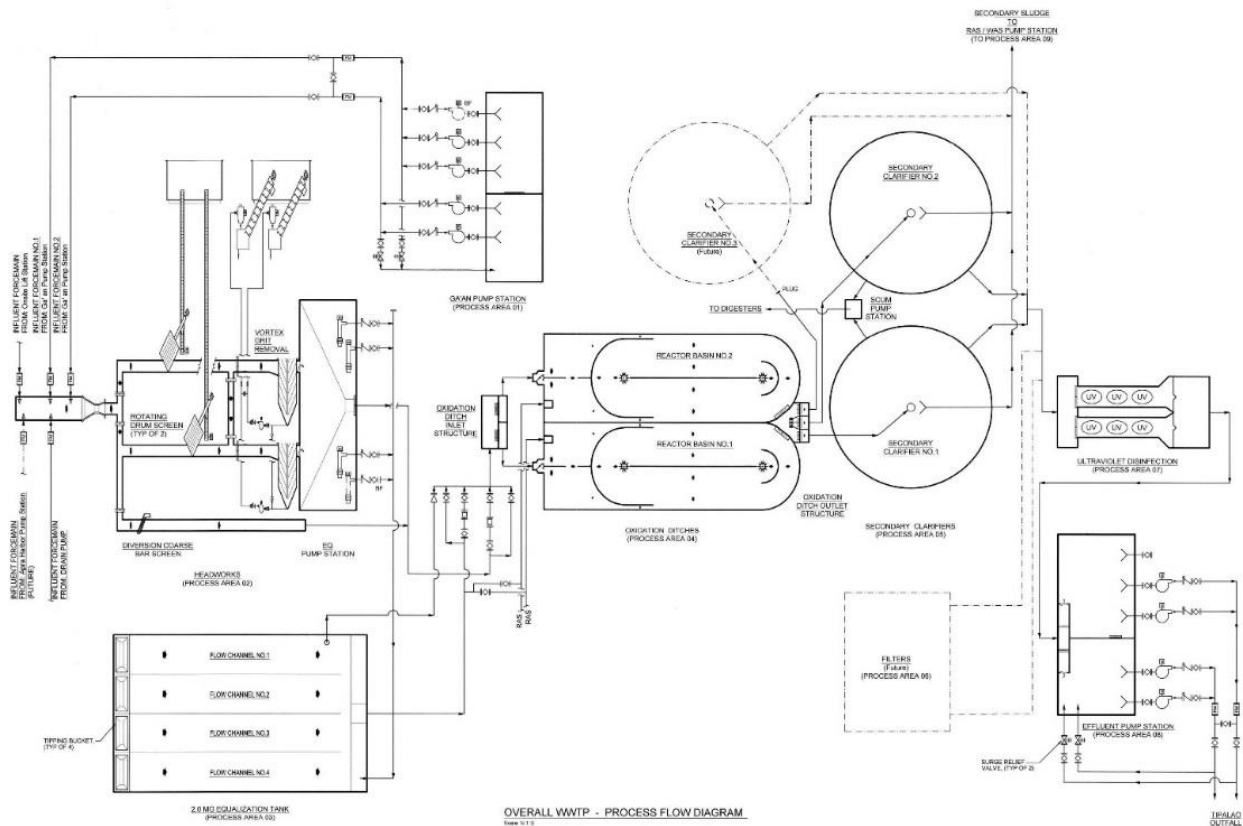 SECONDARY SLUDGE
TO
RAS / WAS PUMP STATION
(TO PROCESS AREA 09)
INFLUENT FORCEMAIN
FROM: Onsite Lift Station
INFLUENT FORCEMAIN NO.1
FROM: Ga'an Pump Station
INFLUENT FORCEMAIN NO.2
FROM: Ga'an Pump Station
GA'AN PUMP STATION
(PROCESS AREA 01)
SECONDARY
CLARIFIER NO.2
SECONDARY
CLARIFIER NO.3
(Future)
PLUG
TO DIGESTERS
SCUM
PUMP
STATION
VORTEX
GRIT
REMOVAL
ROTATING
DRUM SCREEN
(TYP OF 2)
OXIDATION
DITCH
INLET
STRUCTURE
REACTOR BASIN NO.2
REACTOR BASIN NO.1
SECONDARY
CLARIFIER NO.1
UV UV UV
UV UV UV
ULTRAVIOLET DISINFECTION
(PROCESS AREA 07)
OXIDATION
DITCH OUTLET
STRUCTURE
OXIDATION DITCHES
(PROCESS AREA 04)
SECONDARY CLARIFIERS
(PROCESS AREA 05)
INFLUENT FORCEMAIN
FROM: Apra Harbor Pump Station
(FUTURE)
INFLUENT FORCEMAIN
FROM: DRAIN PUMP
DIVERSION COARSE
BAR SCREEN
EQ
PUMP STATION
BF
HEADWORKS
(PROCESS AREA 02)
RAS
RAS
FLOW CHANNEL NO.1
FLOW CHANNEL NO.2
FLOW CHANNEL NO.3
FLOW CHANNEL NO.4
TIPPING BUCKET
(TYP OF 4)
FILTERS
(Future)
(PROCESS AREA 06)
EFFLUENT PUMP STATION
(PROCESS AREA 08)
SURGE RELIEF
VALVE, (TYP OF 2)
EQUALIZATION TANK
(PROCESS AREA 03)
OVERALL WWTP - PROCESS FLOW DIAGRAM
TIPALAO
OUTFALL